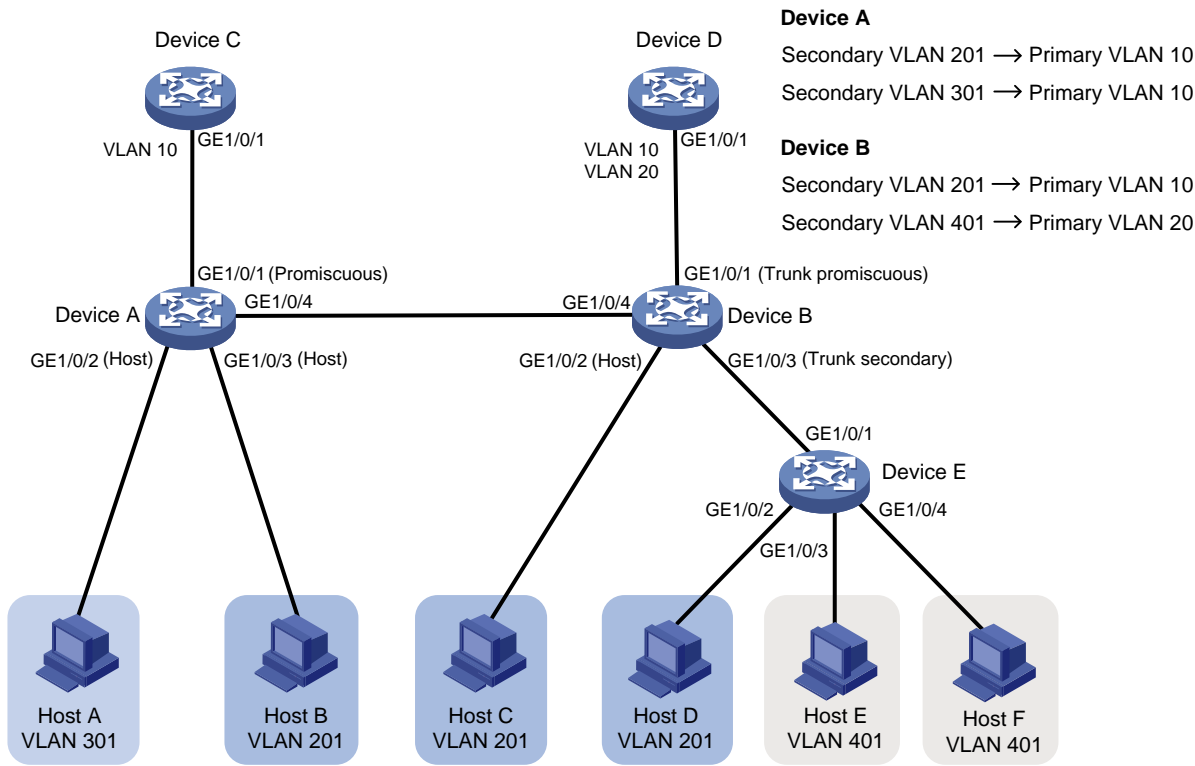 Device A
Secondary VLAN 201 → Primary VLAN 10
Secondary VLAN 301 → Primary VLAN 10
Device B
Secondary VLAN 201 → Primary VLAN 10
Secondary VLAN 401 → Primary VLAN 20
Device C
Device D
VLAN 10
GE1/0/1
VLAN 10
VLAN 20
GE1/0/1
GE1/0/1 (Promiscuous)
GE1/0/1 (Trunk promiscuous)
Device A
GE1/0/4
GE1/0/4
Device B
GE1/0/2 (Host)
GE1/0/3 (Host)
GE1/0/2 (Host)
GE1/0/3 (Trunk secondary)
GE1/0/1
Device E
GE1/0/2
GE1/0/4
GE1/0/3
Host A
VLAN 301
Host B
VLAN 201
Host C
VLAN 201
Host D
VLAN 201
Host E
VLAN 401
Host F
VLAN 401